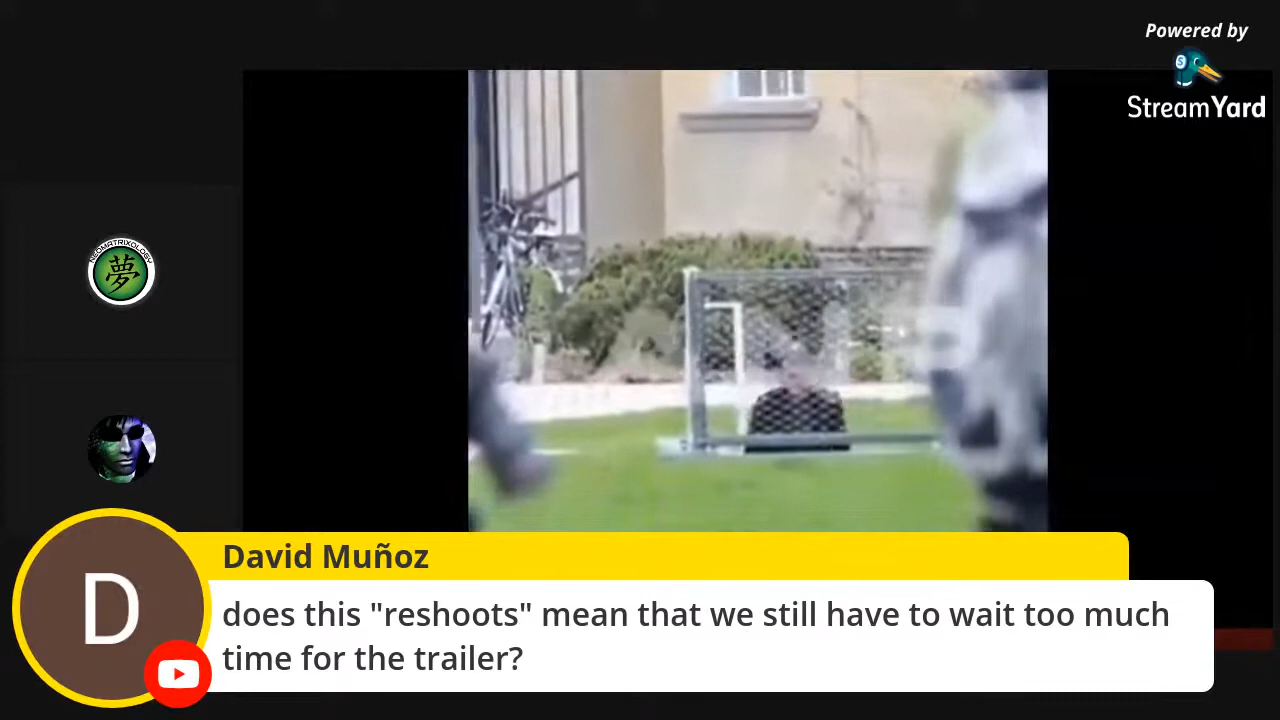 Powered by
StreamYard
NEOMATRIXOLOGY
夢
D
David Muñoz
does this "reshoots" mean that we still have to wait too much
time for the trailer?